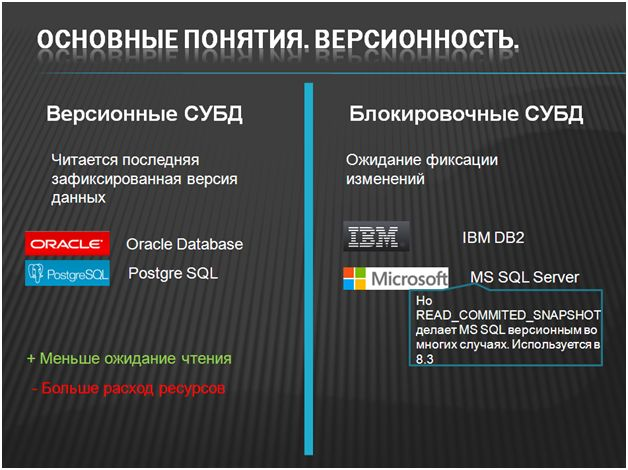 ОСНОВНЫЕ ПОНЯТИЯ. ВЕРСИОННОСТЬ.
Версионные СУБД
Читается последняя
зафиксированная версия
данных
ORACLE
Oracle Database
PostgreSQL
Postgre SQL
+ Меньше ожидание чтения
- Больше расход ресурсов
Блокировочные СУБД
Ожидание фиксации
изменений
IBM
IBM DB2
Microsoft
MS SQL Server
Но
READ_COMMITED_SNAPSHOT
делает MS SQL версионным во
многих случаях. Используется в
8.3